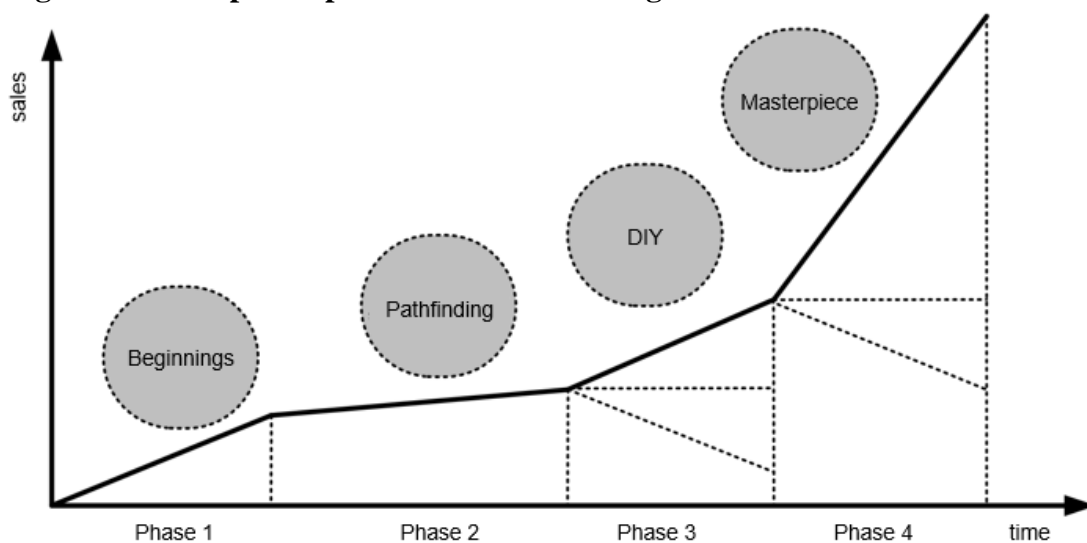 sales
Masterpiece
DIY
Pathfinding
Beginnings
Phase 1 Phase 2 Phase 3 Phase 4 time